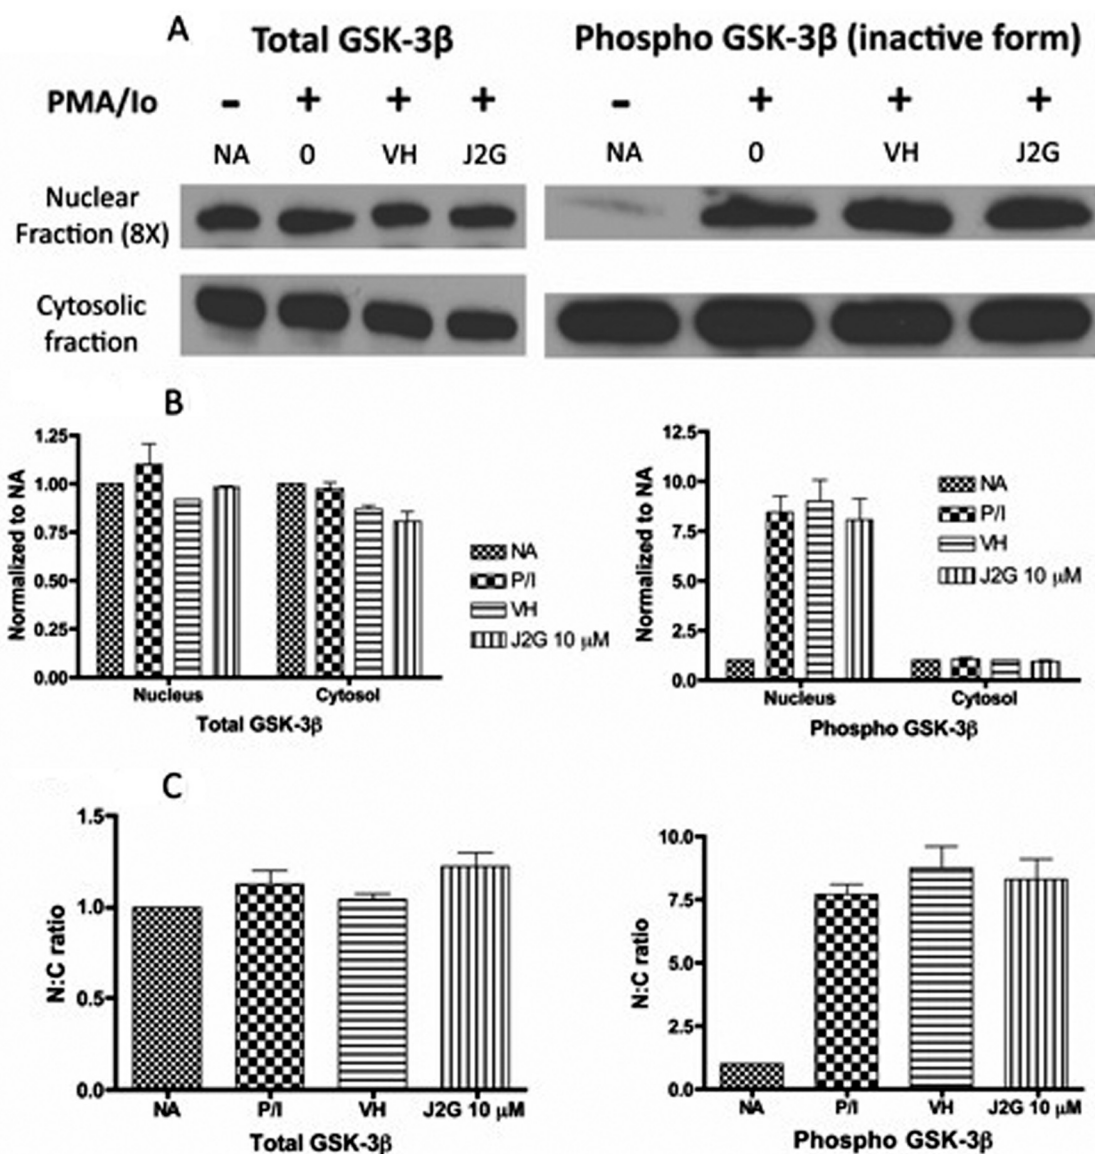 A
Total GSK-3β
Phospho GSK-3β (inactive form)
PMA/Io - + + + - + + +
NA 0 VH J2G NA 0 VH J2G
Nuclear
Fraction (8X)
Cytosolic
fraction
B
Normalized to NA
1.25
1.00
0.75
0.50
0.25
0.00
Nucleus Cytosol
Total GSK-3β
NA
P/I
VH
J2G 10 μM
Normalized to NA
12.5
10.0
7.5
5.0
2.5
0.0
Nucleus Cytosol
Phospho GSK-3β
NA
P/I
VH
J2G 10 μM
C
N:C ratio
1.5
1.0
0.5
0.0
NA P/I VH J2G 10 μM
Total GSK-3β
N:C ratio
10.0
7.5
5.0
2.5
0.0
NA P/I VH J2G 10 μM
Phospho GSK-3β